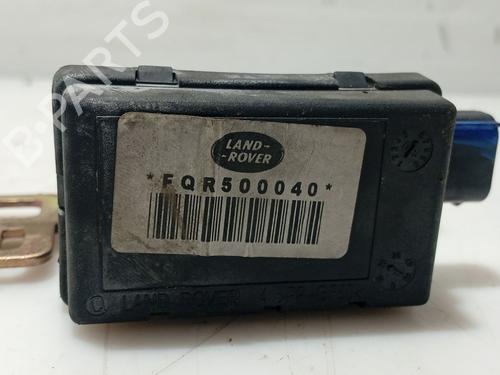 B-PARTS
LAND-
-ROVER
*FQR500040*
LAND ROVER